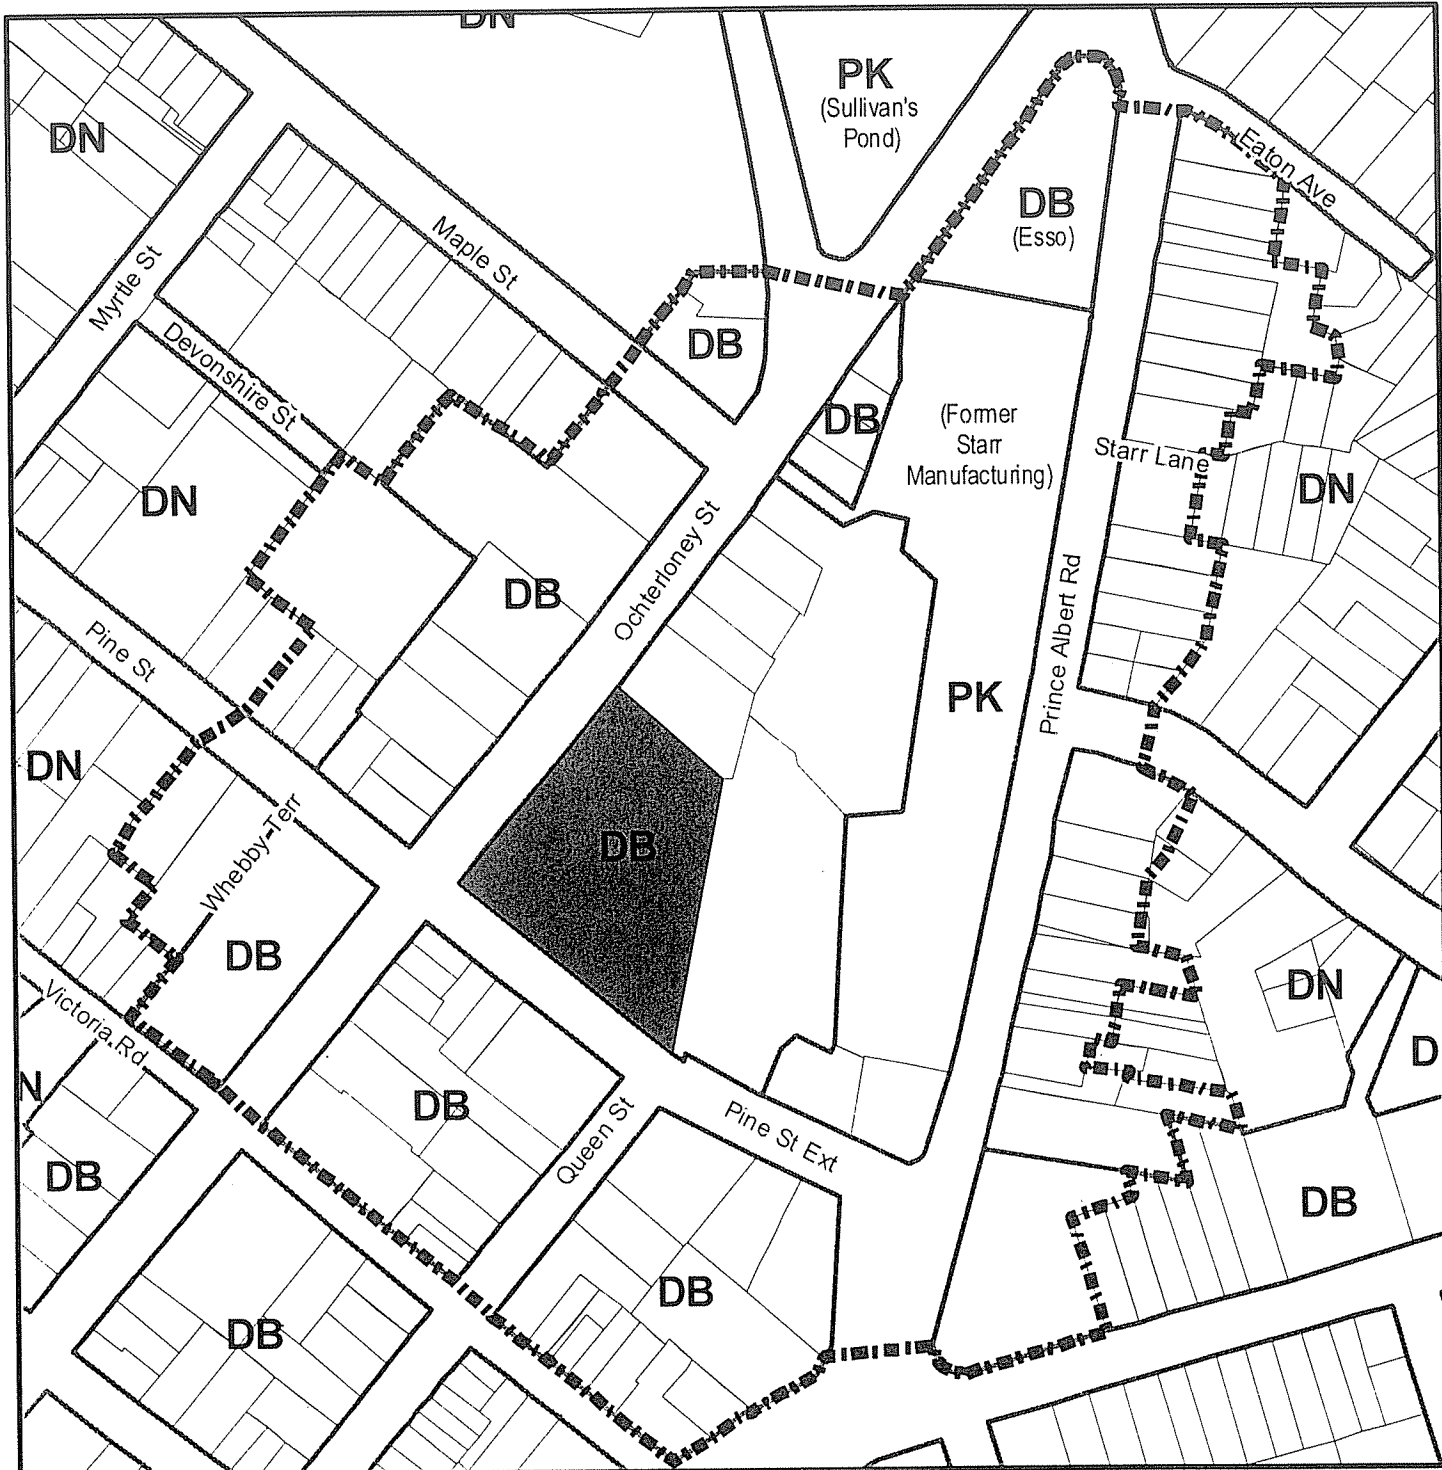 DN
PK
(Sullivan's
Pond)
DN
Eaton Ave
DB
(Esso)
Maple St
Myrtle St
DB
Devonshire St
DB
(Former
Starr
Manufacturing)
Starr Lane
DN
DN
Ochterloney St
DB
Prince Albert Rd
Pine St
PK
DN
Whebby Terr
DB
DB
DN
Victoria Rd
D
N
DB
Pine St Ext
Queen St
DB
DB
DB
DB